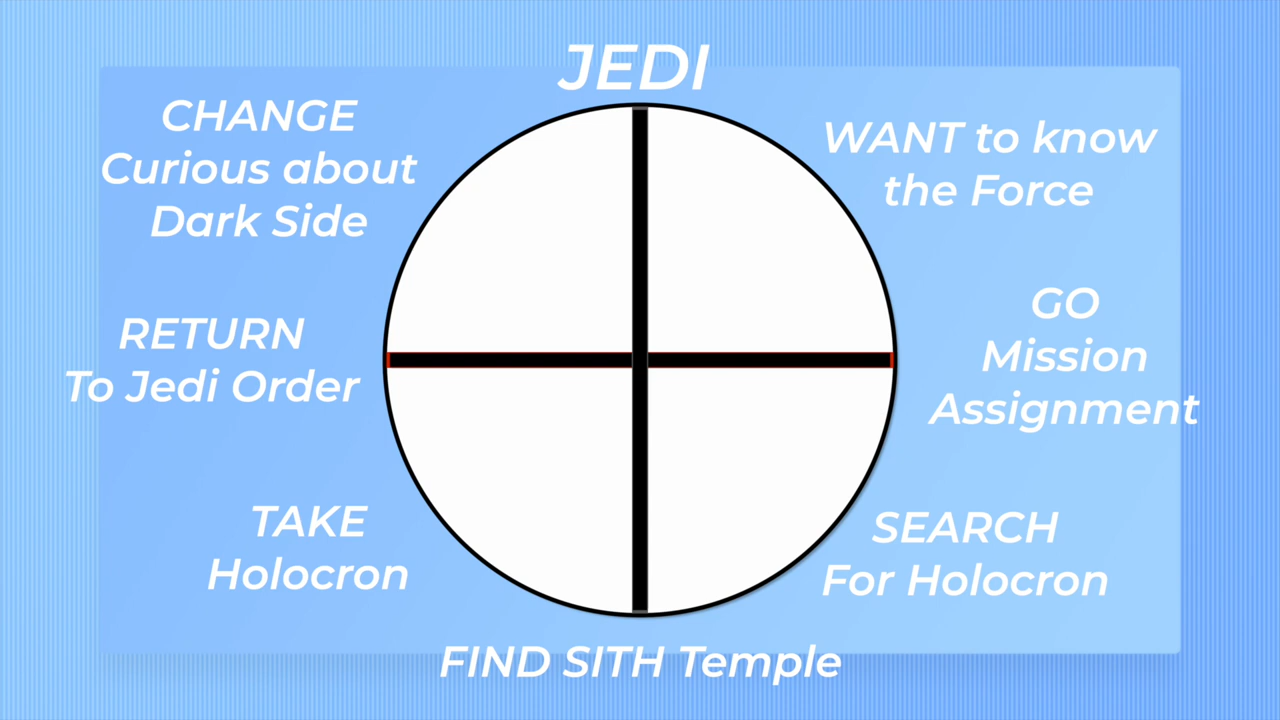 JEDI
WANT to know
the Force
GO
Mission
Assignment
SEARCH
For Holocron
FIND SITH Temple
TAKE
Holocron
RETURN
To Jedi Order
CHANGE
Curious about
Dark Side